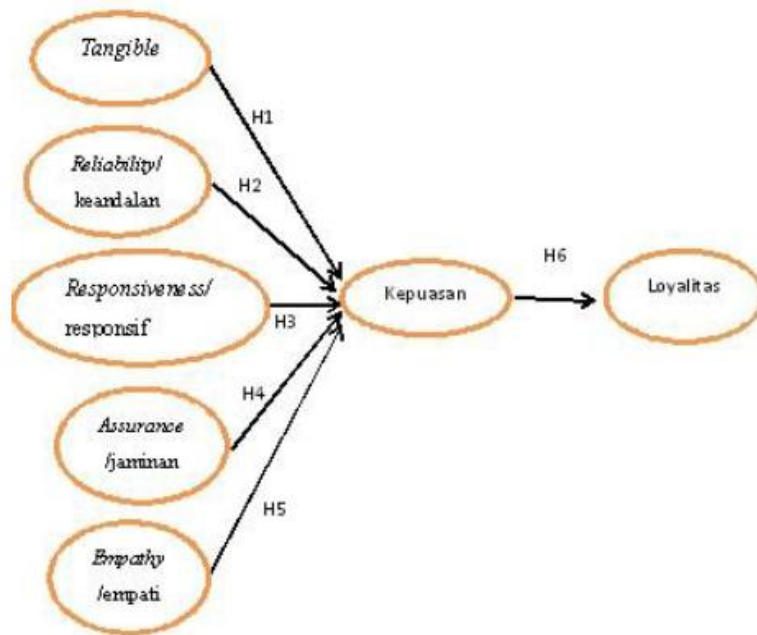 Tangible
H1
Reliability/
keandalan
H2
Responsiveness/
responsif
H3
Kepuasan
H6
Loyalitas
Assurance
/jaminan
H4
Empathy
/empati
H5